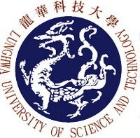 龍華科技大學
LUNGHWA UNIVERSITY OF SCIENCE AND TECHNOLOGY